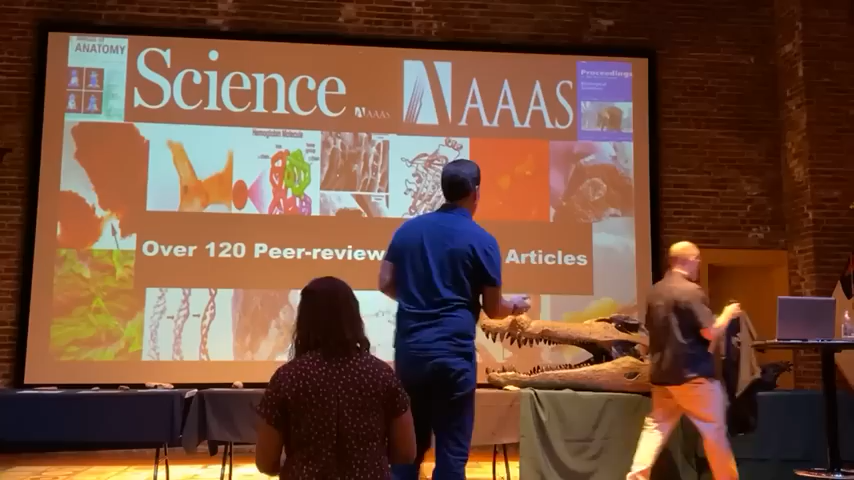 ANATOMY
Science
AAAS
AAAS
Proceedings
Hemoglobin Molecule
Over 120 Peer-review
Articles